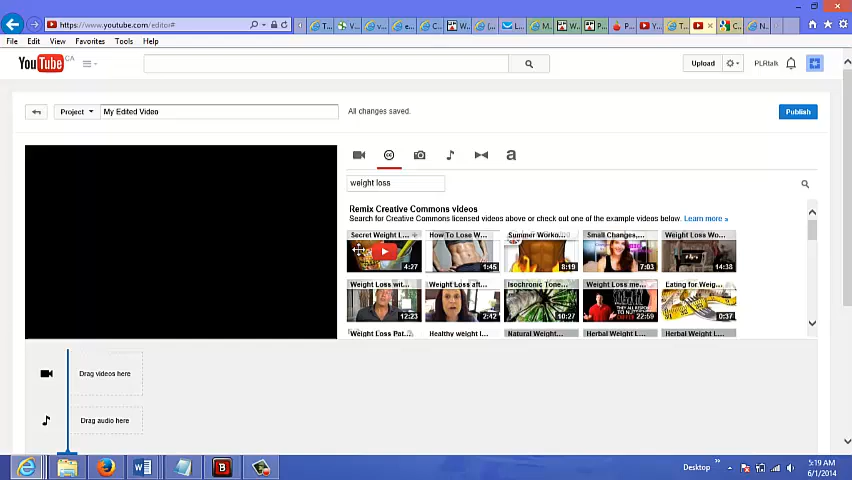 https://www.youtube.com/editor#
File Edit View Favorites Tools Help
YouTube CA
Upload
PLRtalk
Project
My Edited Video
All changes saved.
Publish
a
weight loss
Remix Creative Commons videos
Search for Creative Commons licensed videos above or check out one of the example videos below. Learn more »
Secret Weight L...
How To Lose W...
Summer Worko...
Small Changes,...
Weight Loss Wo...
4:27
1:45
8:19
7:03
14:38
Weight Loss wit...
Weight Loss aft...
Isochronic Tone...
Weight Loss me...
Eating for Weig...
12:23
2:42
10:27
22:59
0:37
Weight Loss Pat...
Healthy weight l...
Natural Weight...
Herbal Weight L...
Herbal Weight L...
Drag videos here
Drag audio here
Desktop
5:19 AM
6/1/2014